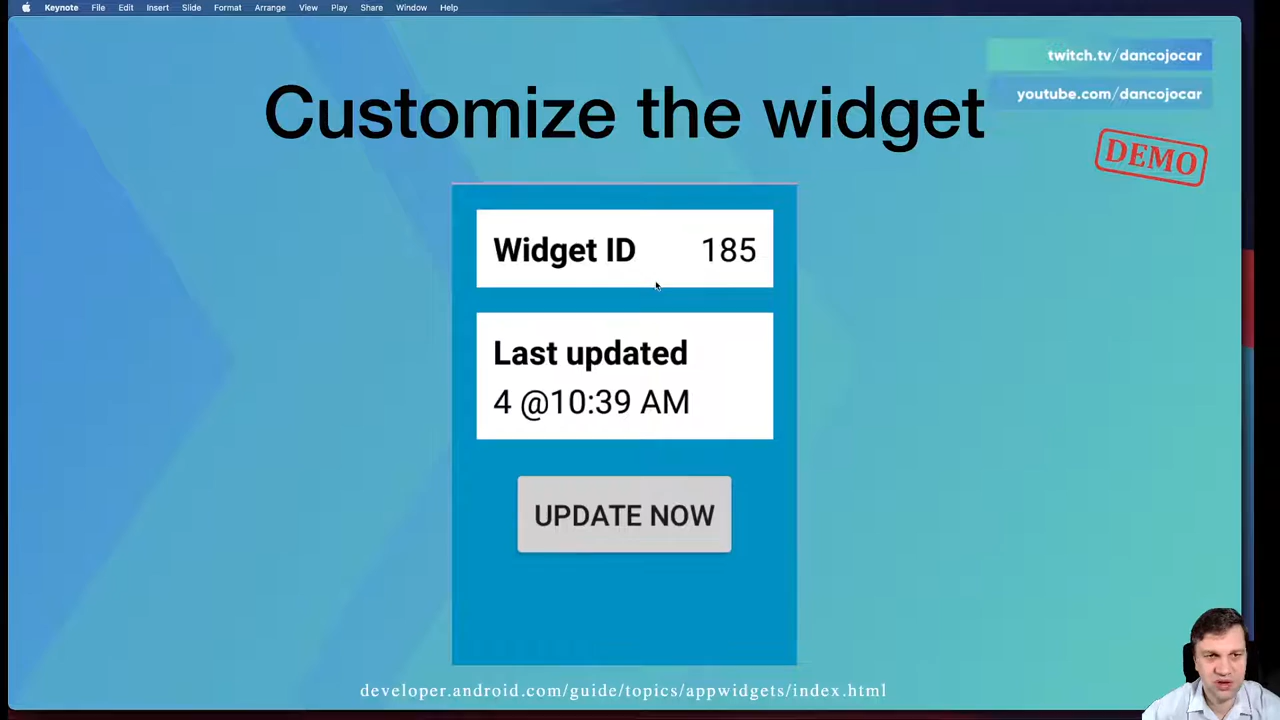 Keynote File Edit Insert Slide Format Arrange View Play Share Window Help
twitch.tv/dancojocar
youtube.com/dancojocar
Customize the widget
DEMO
Widget ID 185
Last updated
4 @10:39 AM
UPDATE NOW
developer.android.com/guide/topics/appwidgets/index.html